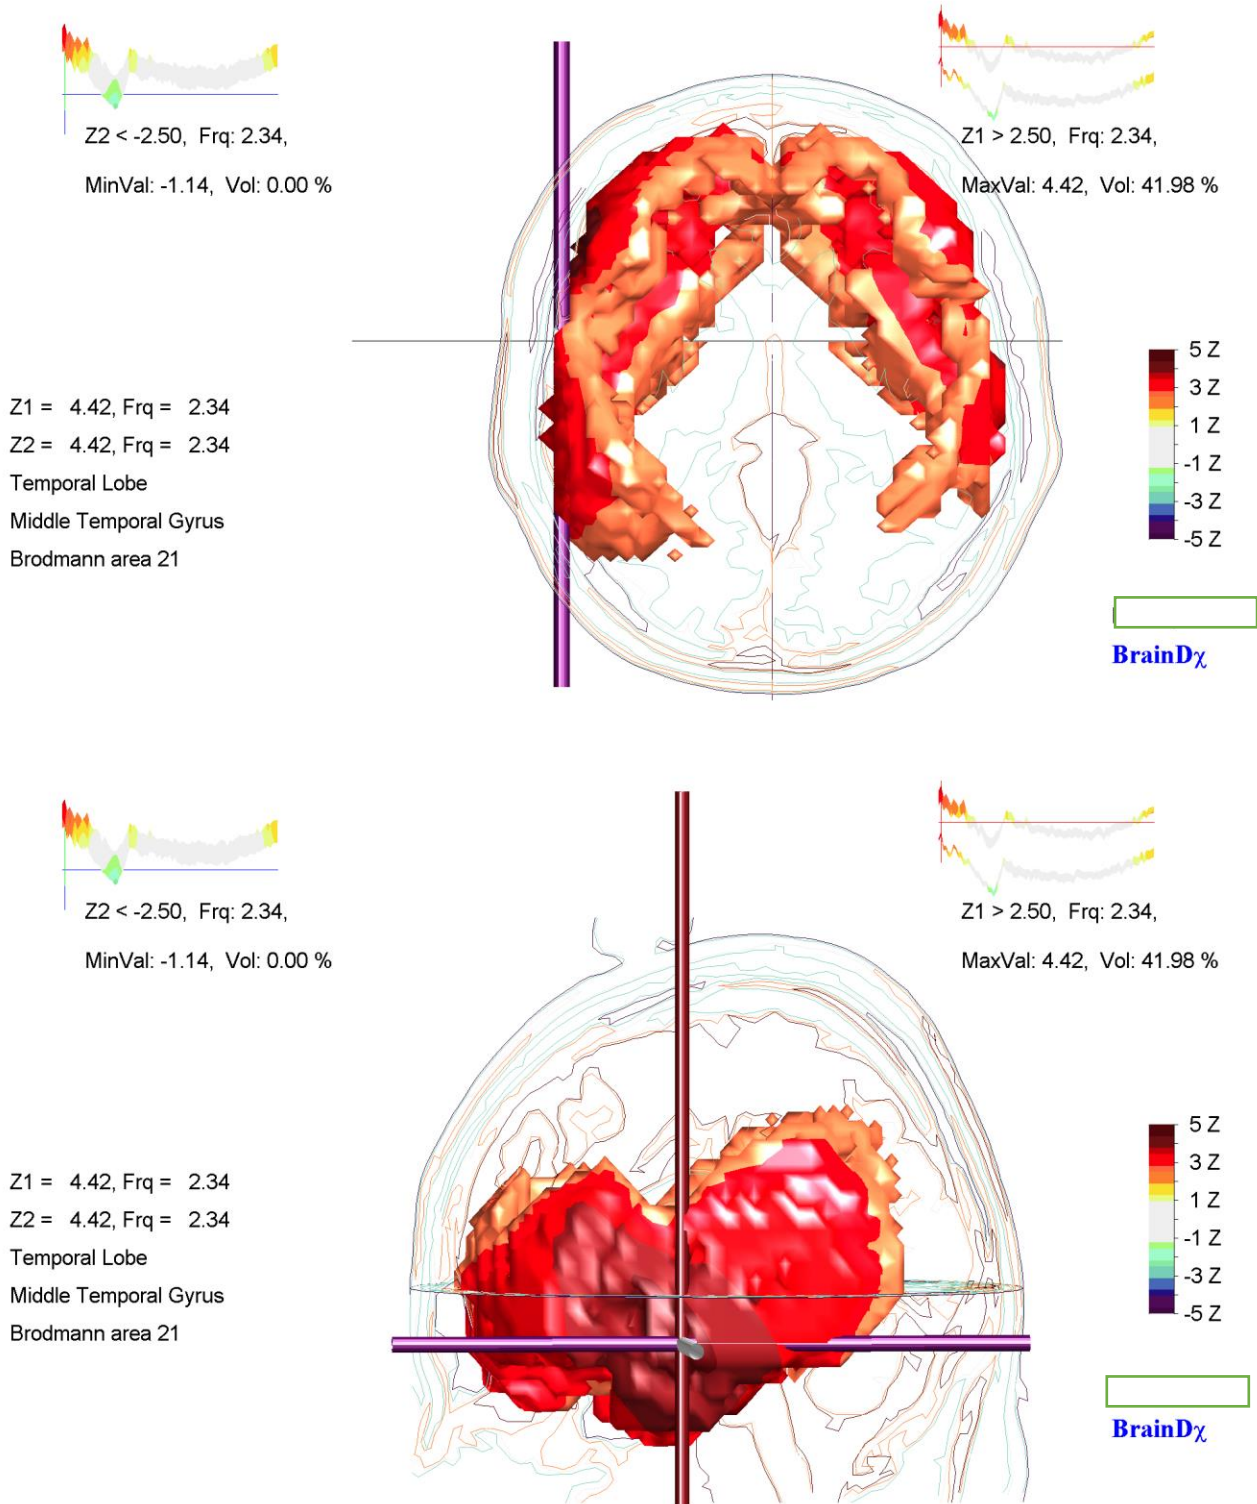 Z2 < -2.50, Frq: 2.34,
MinVal: -1.14, Vol: 0.00 %
Z1 > 2.50, Frq: 2.34,
MaxVal: 4.42, Vol: 41.98 %
Z1 = 4.42, Frq = 2.34
Z2 = 4.42, Frq = 2.34
Temporal Lobe
Middle Temporal Gyrus
Brodmann area 21
5 Z
3 Z
1 Z
-1 Z
-3 Z
-5 Z
BrainDχ
Z2 < -2.50, Frq: 2.34,
MinVal: -1.14, Vol: 0.00 %
Z1 > 2.50, Frq: 2.34,
MaxVal: 4.42, Vol: 41.98 %
Z1 = 4.42, Frq = 2.34
Z2 = 4.42, Frq = 2.34
Temporal Lobe
Middle Temporal Gyrus
Brodmann area 21
5 Z
3 Z
1 Z
-1 Z
-3 Z
-5 Z
BrainDχ